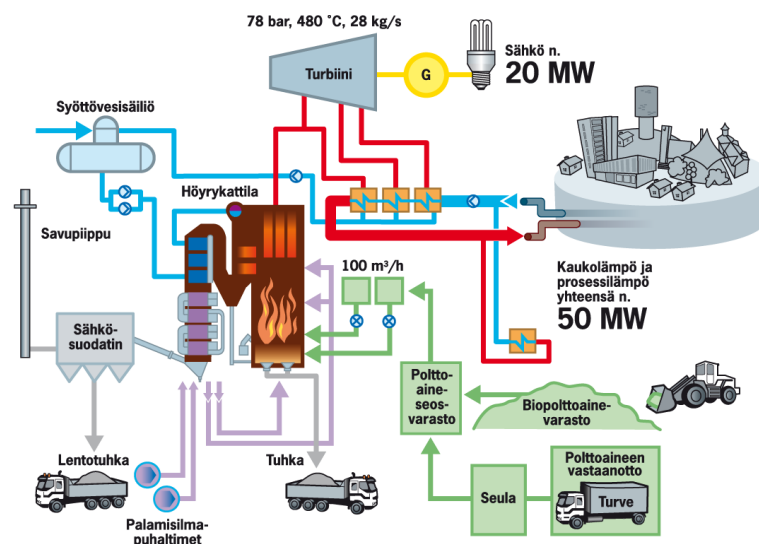 78 bar, 480 ˚C, 28 kg/s
Turbiini
G
Sähkö n.
20 MW
Syöttövesisäiliö
Höyrykattila
Savupiippu
100 m³/h
Kaukolämpö ja
prosessilämpö
yhteensä n.
50 MW
Sähkö-
suodatin
Poltto-
aine-
seos-
varasto
Biopolttoaine-
varasto
Lentotuhka
Tuhka
Polttoaineen
vastaanotto
Seula
Turve
Palamisilma-
puhaltimet